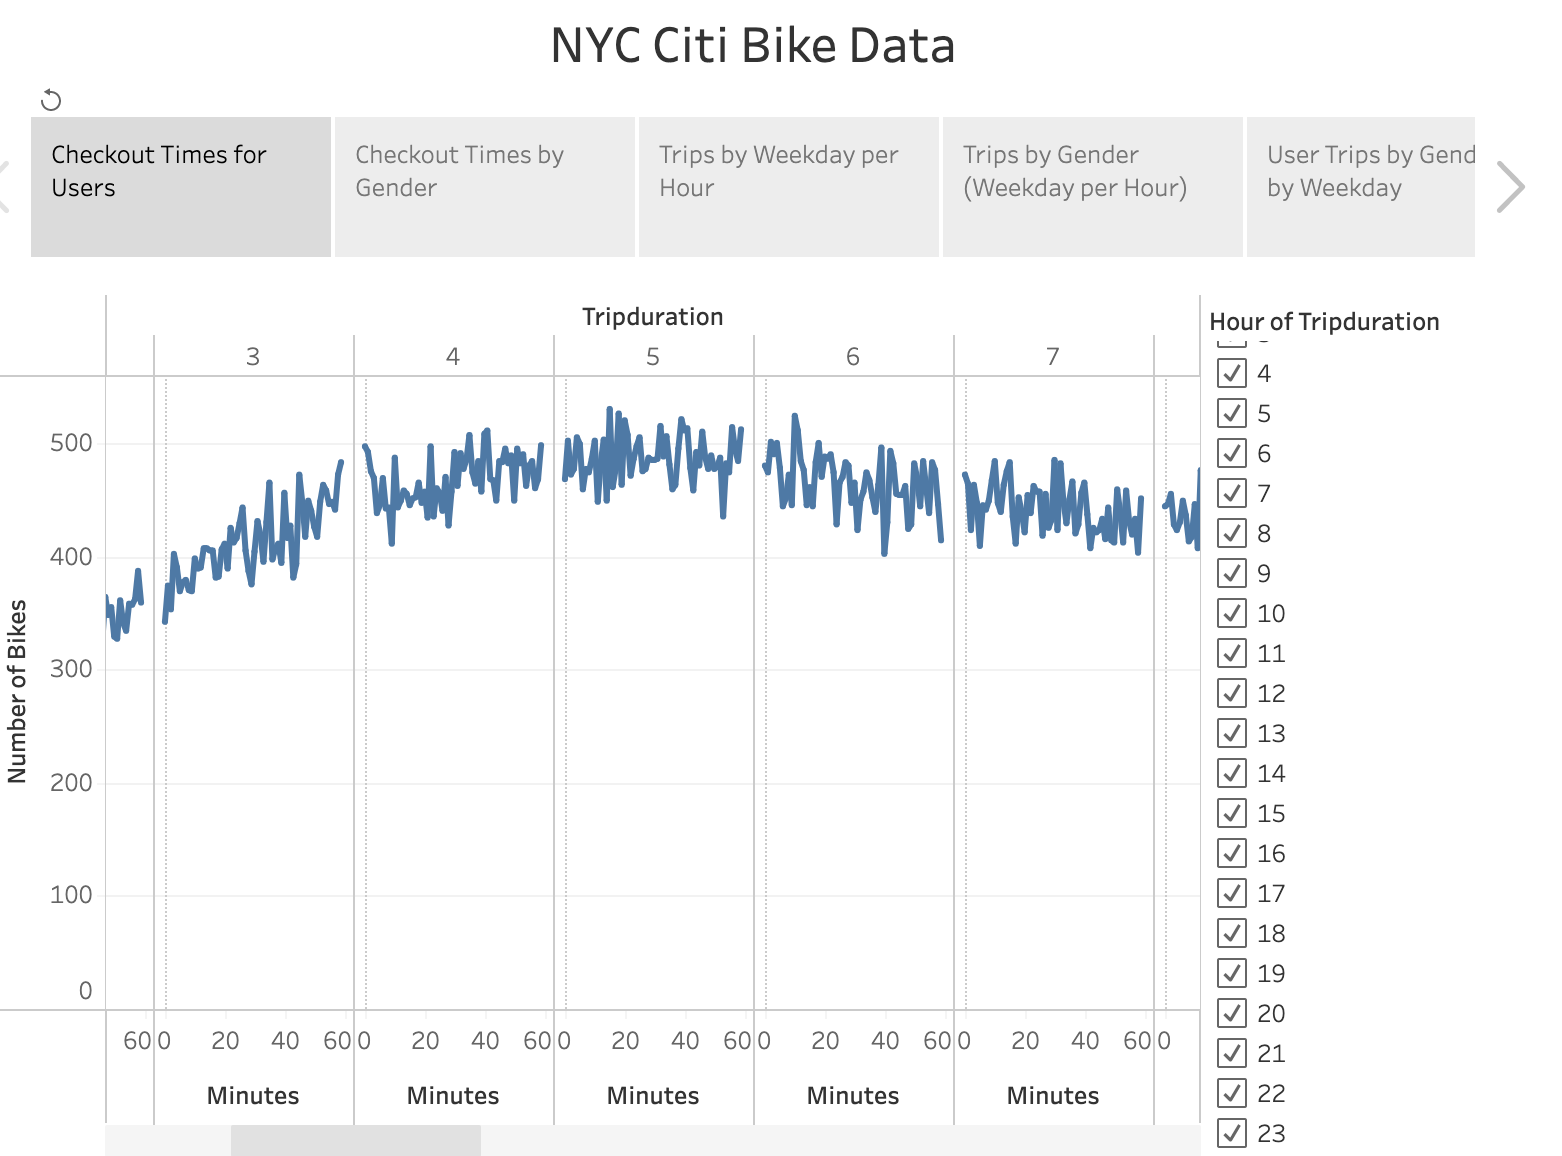 NYC Citi Bike Data
Checkout Times for
Users
Checkout Times by
Gender
Trips by Weekday per
Hour
Trips by Gender
(Weekday per Hour)
User Trips by Gend
by Weekday
Tripduration
3 4 5 6 7
Number of Bikes
500
400
300
200
100
0
60 0 20 40 60 0 20 40 60 0 20 40 60 0 20 40 60 0 20 40 60 0
Minutes Minutes Minutes Minutes Minutes
Hour of Tripduration
4
5
6
7
8
9
10
11
12
13
14
15
16
17
18
19
20
21
22
23